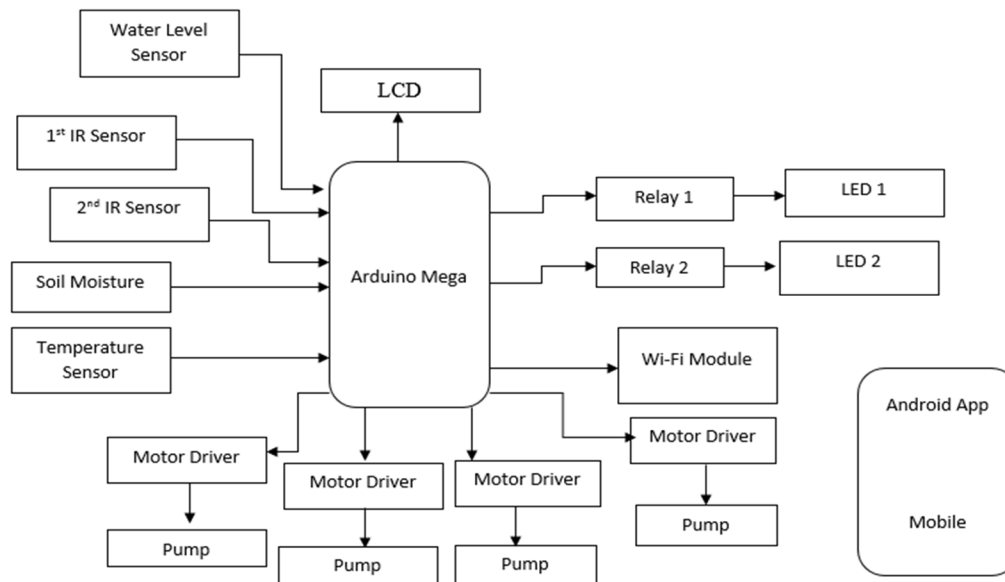 Water Level
Sensor
LCD
1st IR Sensor
2nd IR Sensor
Relay 1
LED 1
Soil Moisture
Arduino Mega
Relay 2
LED 2
Temperature
Sensor
Wi-Fi Module
Android App
Mobile
Motor Driver
Motor Driver
Motor Driver
Motor Driver
Pump
Pump
Pump
Pump